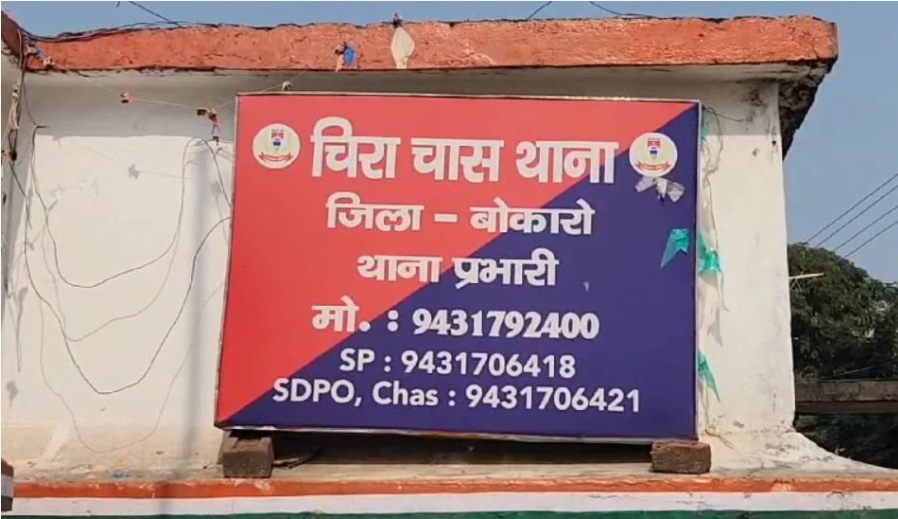 चिरा चास थाना
जिला - बोकारो
थाना प्रभारी
मो. : 9431792400
SP : 9431706418
SDPO, Chas : 9431706421